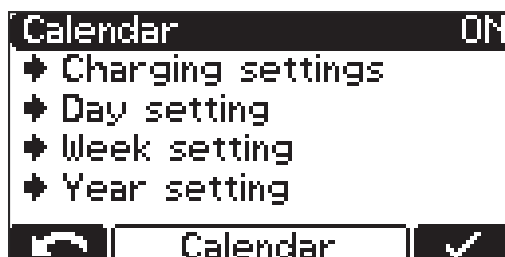 Calendar ON
Charging settings
Day setting
Week setting
Year setting
Calendar